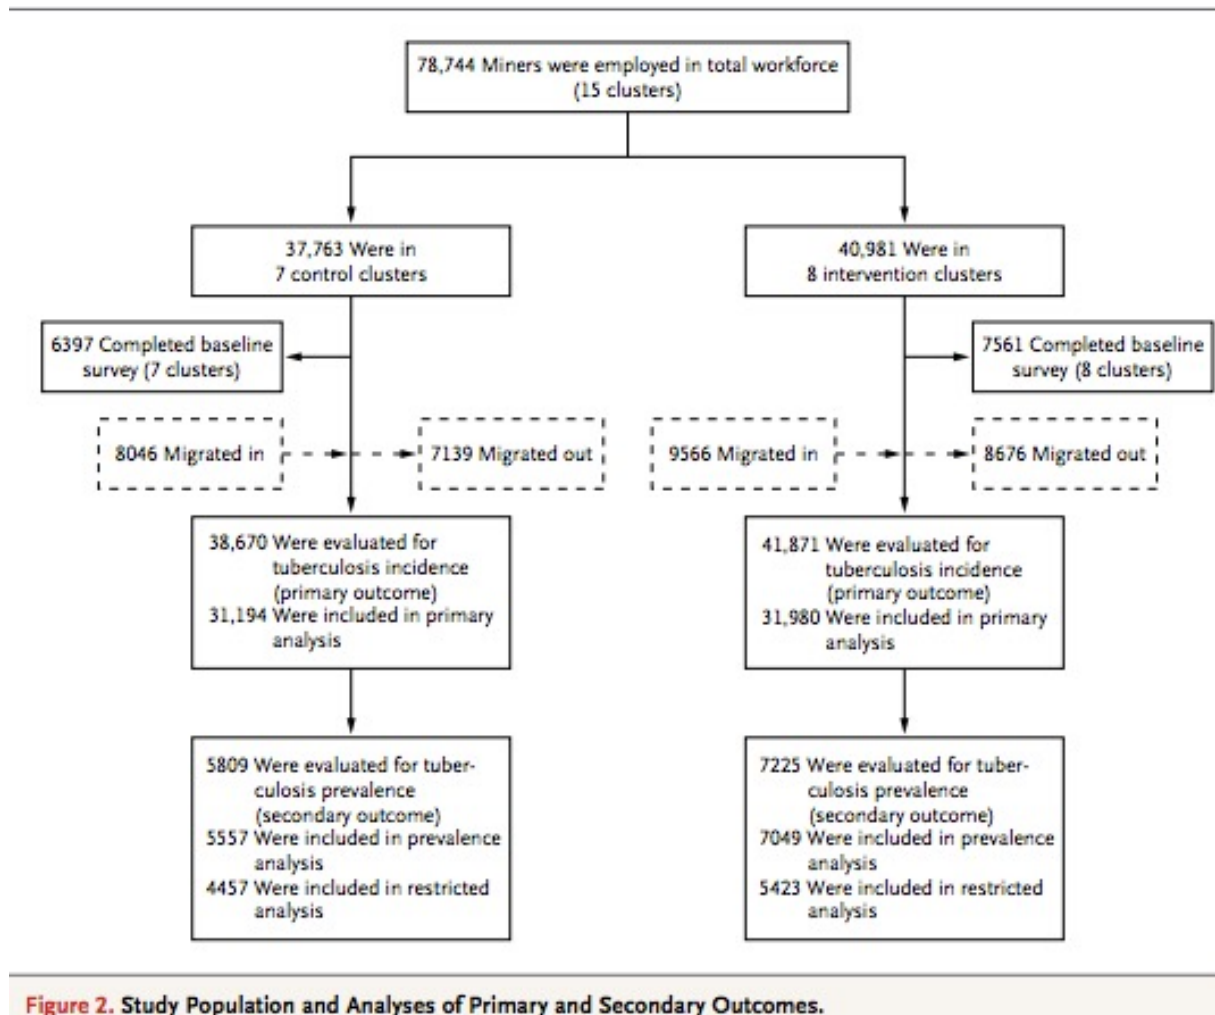 78,744 Miners were employed in total workforce
(15 clusters)
37,763 Were in
7 control clusters
40,981 Were in
8 intervention clusters
6397 Completed baseline
survey (7 clusters)
7561 Completed baseline
survey (8 clusters)
8046 Migrated in
7139 Migrated out
9566 Migrated in
8676 Migrated out
38,670 Were evaluated for
tuberculosis incidence
(primary outcome)
31,194 Were included in primary
analysis
41,871 Were evaluated for
tuberculosis incidence
(primary outcome)
31,980 Were included in primary
analysis
5809 Were evaluated for tuber-
culosis prevalence
(secondary outcome)
5557 Were included in prevalence
analysis
4457 Were included in restricted
analysis
7225 Were evaluated for tuber-
culosis prevalence
(secondary outcome)
7049 Were included in prevalence
analysis
5423 Were included in restricted
analysis
Figure 2. Study Population and Analyses of Primary and Secondary Outcomes.